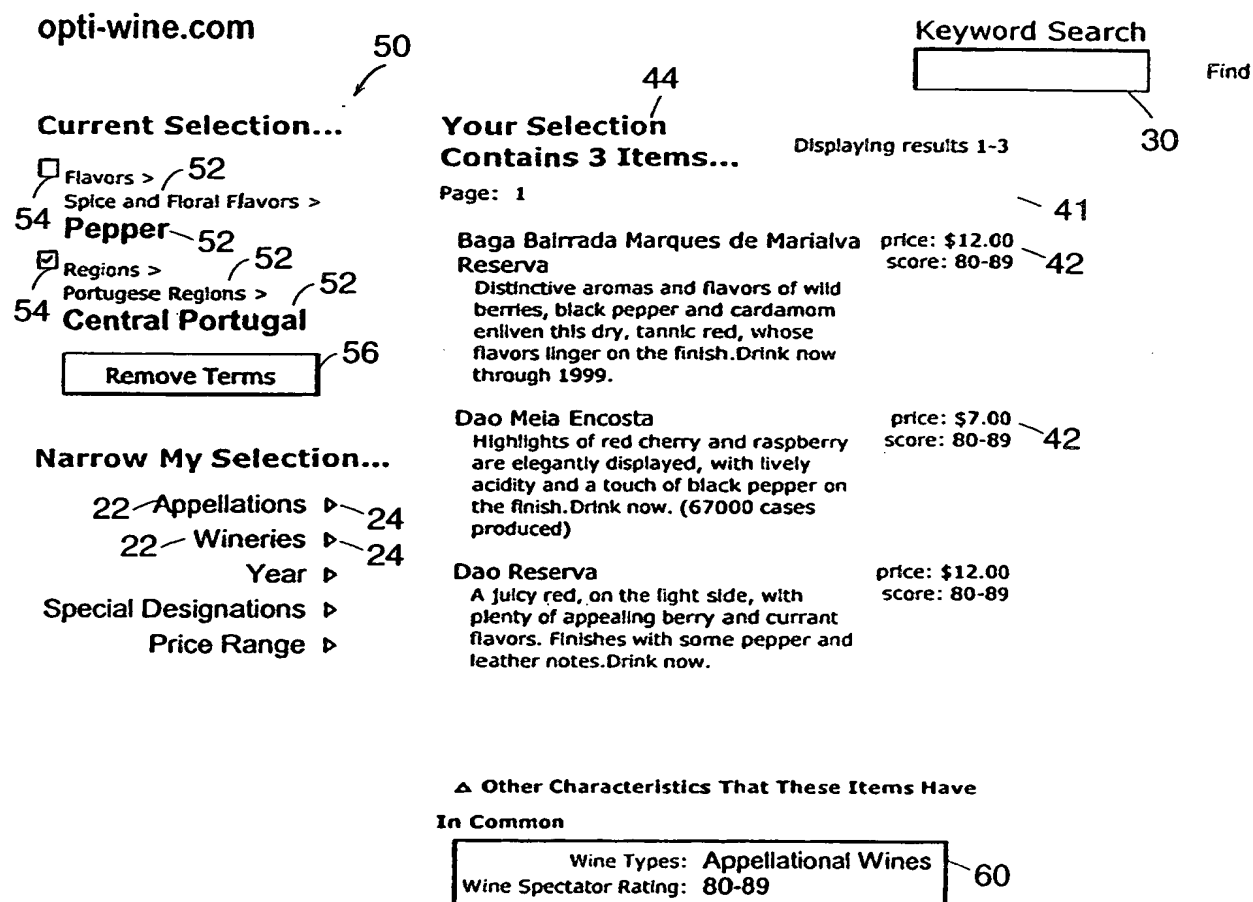 opti-wine.com
50
Keyword Search
Find
30
Current Selection...
Flavors > 52
Spice and Floral Flavors >
54 Pepper 52
Regions > 52
Portugese Regions > 52
54 Central Portugal
56
Remove Terms
Narrow My Selection...
22 Appellations ▷ 24
22 Wineries ▷ 24
Year ▷
Special Designations ▷
Price Range ▷
44
Your Selection
Contains 3 Items...
Displaying results 1-3
Page: 1
41
Baga Bairrada Marques de Marialva price: $12.00
Reserva score: 80-89 42
Distinctive aromas and flavors of wild
berries, black pepper and cardamom
enliven this dry, tannic red, whose
flavors linger on the finish.Drink now
through 1999.
Dao Meia Encosta price: $7.00
Highlights of red cherry and raspberry score: 80-89 42
are elegantly displayed, with lively
acidity and a touch of black pepper on
the finish.Drink now. (67000 cases
produced)
Dao Reserva price: $12.00
A juicy red, on the light side, with score: 80-89
plenty of appealing berry and currant
flavors. Finishes with some pepper and
leather notes.Drink now.
△ Other Characteristics That These Items Have
In Common
Wine Types: Appellational Wines
Wine Spectator Rating: 80-89
60